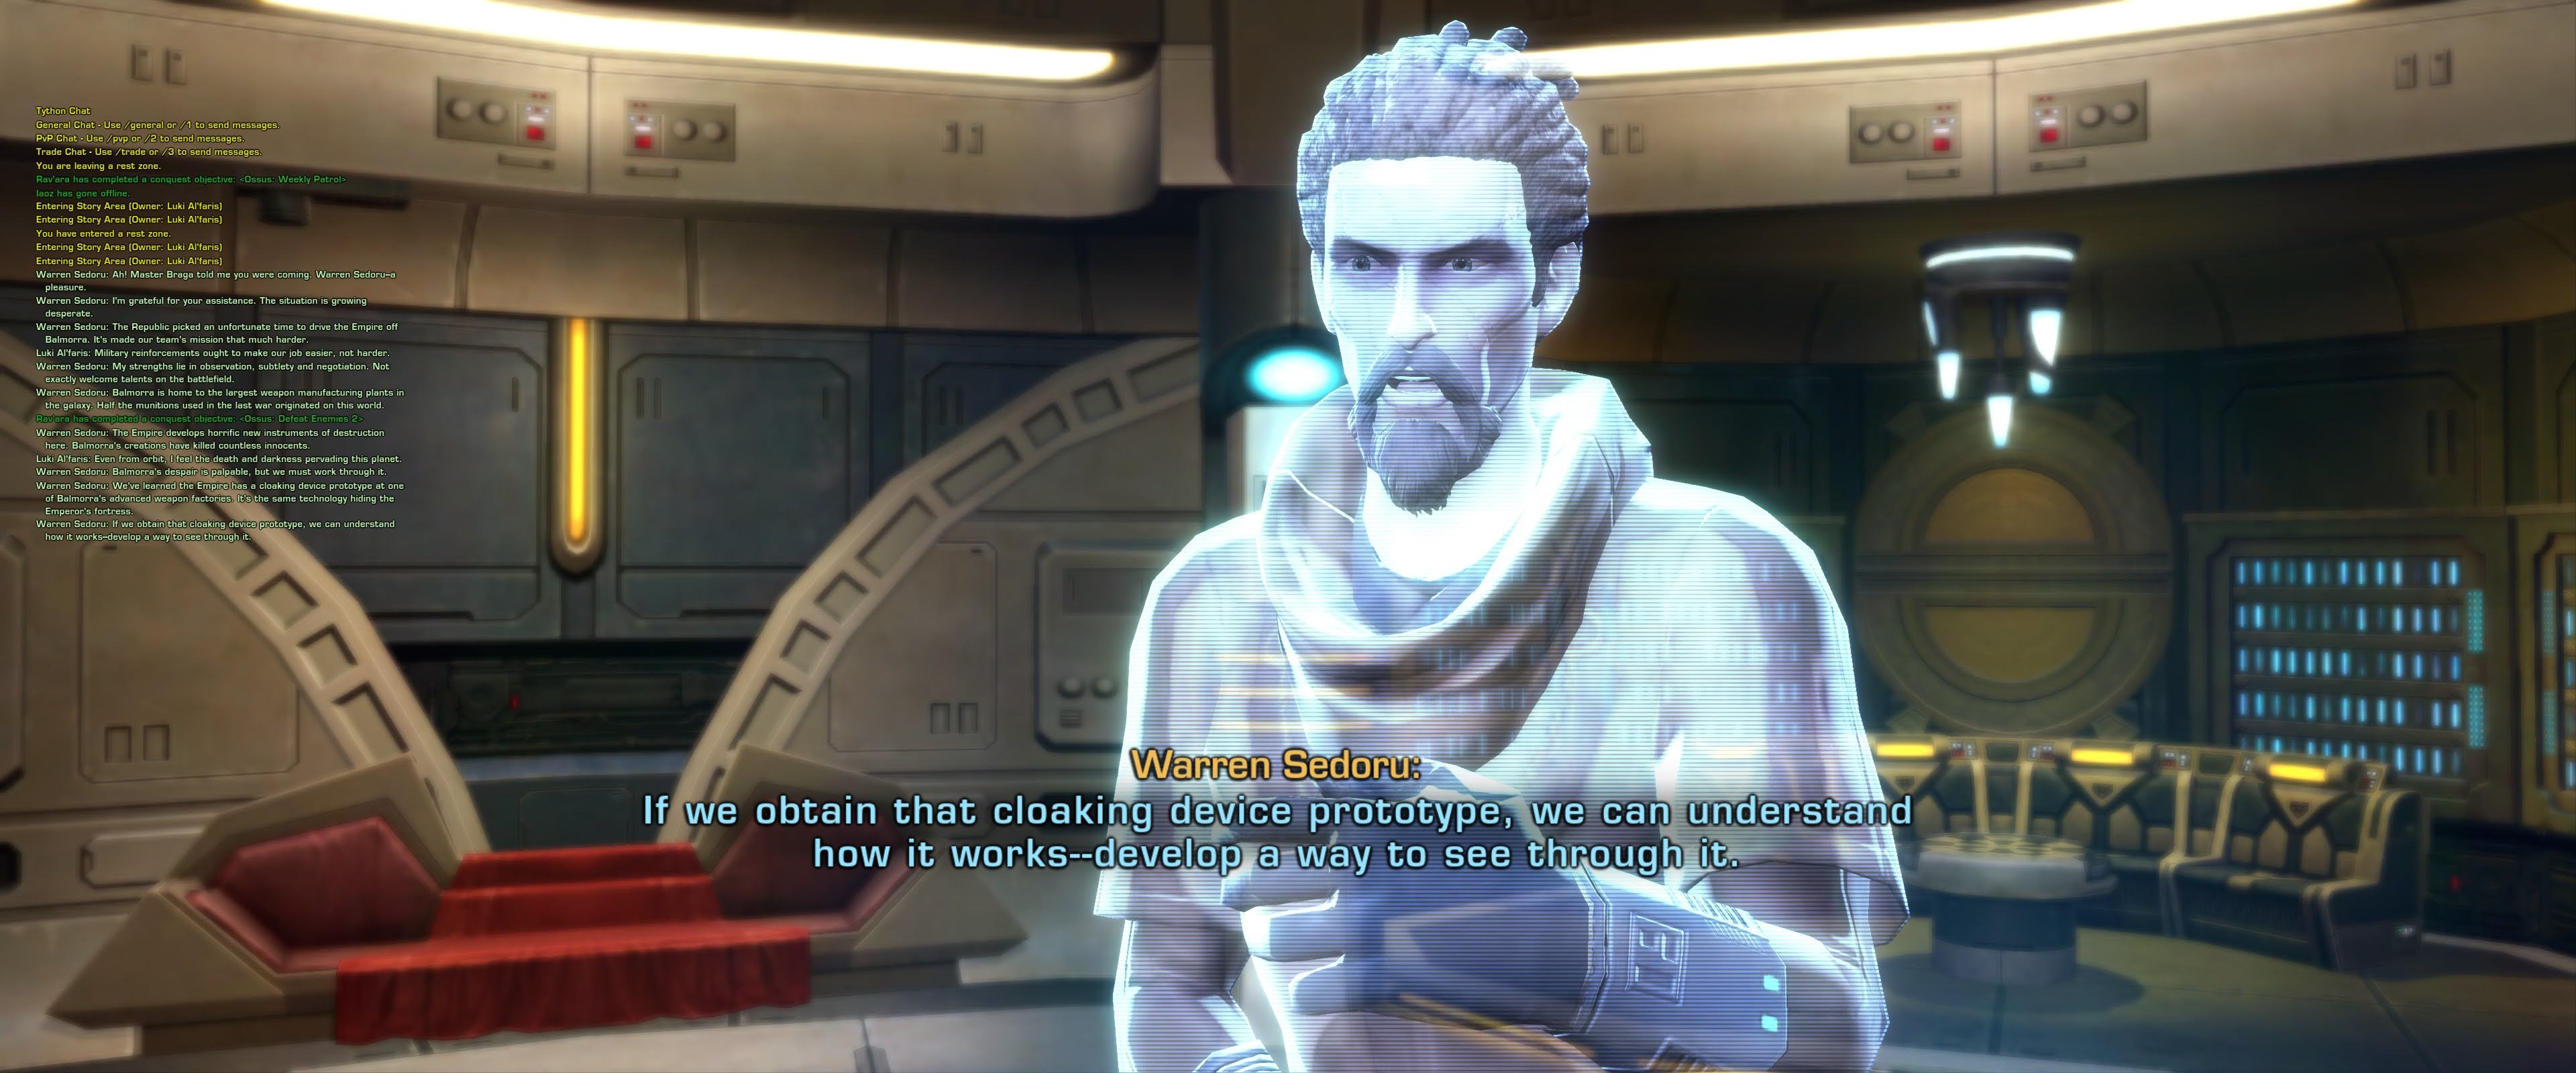 Tython Chat
General Chat - Use /general or /1 to send messages.
PvP Chat - Use /pvp or /2 to send messages.
Trade Chat - Use /trade or /3 to send messages.
You are leaving a rest zone.
Rav'ara has completed a conquest objective: <Ossus: Weekly Patrol>
Iaoz has gone offline.
Entering Story Area (Owner: Luki Al'faris)
Entering Story Area (Owner: Luki Al'faris)
You have entered a rest zone.
Entering Story Area (Owner: Luki Al'faris)
Entering Story Area (Owner: Luki Al'faris)
Warren Sedoru: Ah! Master Braga told me you were coming. Warren Sedoru--a
pleasure.
Warren Sedoru: I'm grateful for your assistance. The situation is growing
desperate.
Warren Sedoru: The Republic picked an unfortunate time to drive the Empire off
Balmorra. It's made our team's mission that much harder.
Luki Al'faris: Military reinforcements ought to make our job easier, not harder.
Warren Sedoru: My strengths lie in observation, subtlety and negotiation. Not
exactly welcome talents on the battlefield.
Warren Sedoru: Balmorra is home to the largest weapon manufacturing plants in
the galaxy. Half the munitions used in the last war originated on this world.
Rav'ara has completed a conquest objective: <Ossus: Defeat Enemies 2>
Warren Sedoru: The Empire develops horrific new instruments of destruction
here. Balmorra's creations have killed countless innocents.
Luki Al'faris: Even from orbit, I feel the death and darkness pervading this planet.
Warren Sedoru: Balmorra's despair is palpable, but we must work through it.
Warren Sedoru: We've learned the Empire has a cloaking device prototype at one
of Balmorra's advanced weapon factories. It's the same technology hiding the
Emperor's fortress.
Warren Sedoru: If we obtain that cloaking device prototype, we can understand
how it works--develop a way to see through it.
Warren Sedoru:
If we obtain that cloaking device prototype, we can understand
how it works--develop a way to see through it.